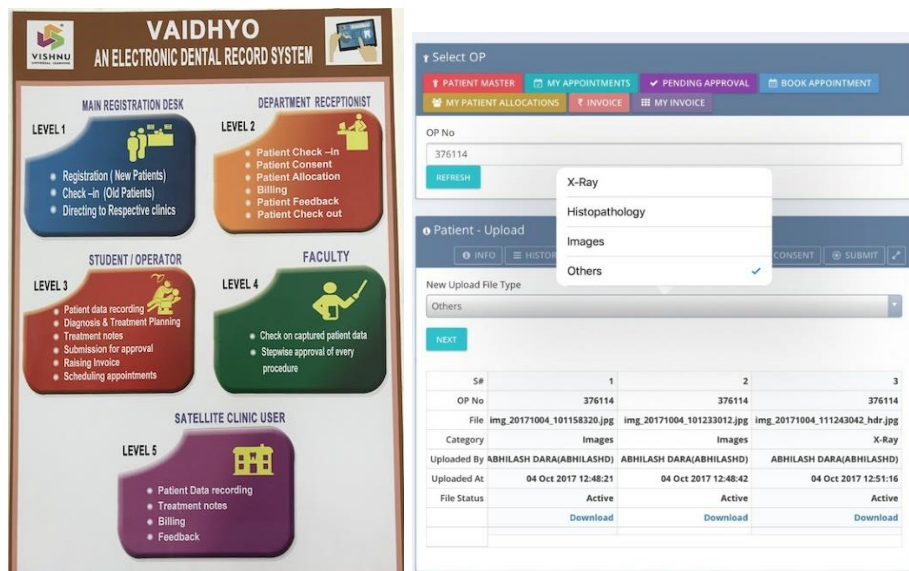 VISHNU
UNIVERSAL LEARNING
VAIDHYO
AN ELECTRONIC DENTAL RECORD SYSTEM
MAIN REGISTRATION DESK
LEVEL 1
Registration ( New Patients)
Check –in (Old Patients)
Directing to Respective clinics
DEPARTMENT RECEPTIONIST
LEVEL 2
Patient Check –in
Patient Consent
Patient Allocation
Billing
Patient Feedback
Patient Check out
STUDENT / OPERATOR
LEVEL 3
Patient data recording
Diagnosis & Treatment Planning
Treatment notes
Submission for approval
Raising Invoice
Scheduling appointments
FACULTY
LEVEL 4
Check on captured patient data
Stepwise approval of every
procedure
SATELLITE CLINIC USER
LEVEL 5
Patient Data recording
Treatment notes
Billing
Feedback
Select OP
PATIENT MASTER MY APPOINTMENTS PENDING APPROVAL BOOK APPOINTMENT
MY PATIENT ALLOCATIONS ₹ INVOICE MY INVOICE
OP No
376114
REFRESH
X-Ray
Histopathology
Images
Others
Patient - Upload
INFO HISTOR CONSENT SUBMIT
New Upload File Type
Others
NEXT
S# 1 2 3
OP No 376114 376114 376114
File img_20171004_101158320.jpg img_20171004_101233012.jpg img_20171004_111243042_hdr.jpg
Category Images Images X-Ray
Uploaded By ABHILASH DARA(ABHILASHD) ABHILASH DARA(ABHILASHD) ABHILASH DARA(ABHILASHD)
Uploaded At 04 Oct 2017 12:48:21 04 Oct 2017 12:48:42 04 Oct 2017 12:51:16
File Status Active Active Active
Download Download Download